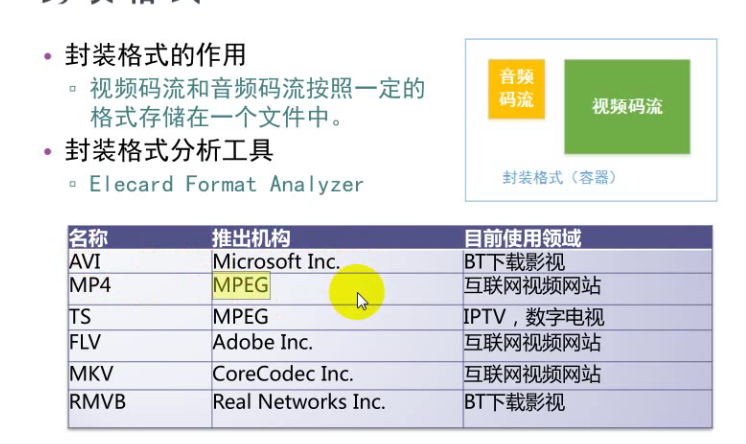 • 封装格式的作用
▫ 视频码流和音频码流按照一定的
格式存储在一个文件中。
• 封装格式分析工具
▫ Elecard Format Analyzer
音频
码流
视频码流
封装格式（容器）
名称 推出机构 目前使用领域
AVI Microsoft Inc. BT下载影视
MP4 MPEG 互联网视频网站
TS MPEG IPTV，数字电视
FLV Adobe Inc. 互联网视频网站
MKV CoreCodec Inc. 互联网视频网站
RMVB Real Networks Inc. BT下载影视